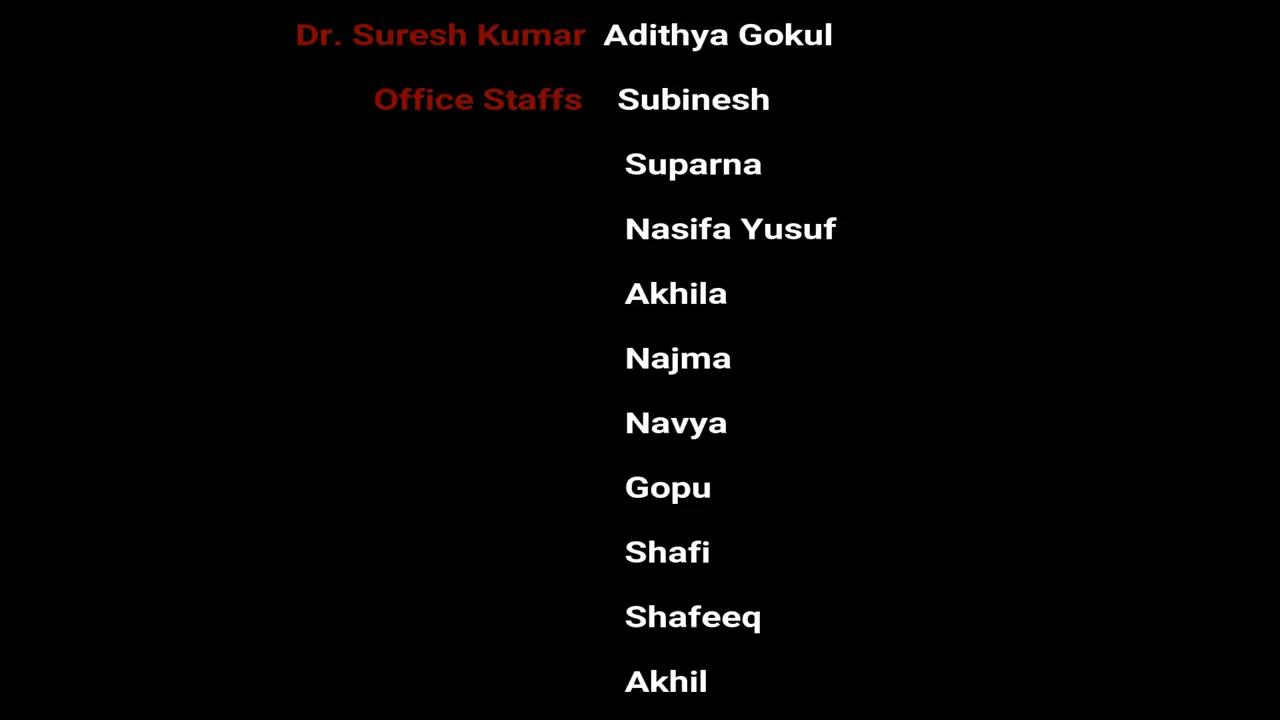 Dr. Suresh Kumar Adithya Gokul
Office Staffs Subinesh
Suparna
Nasifa Yusuf
Akhila
Najma
Navya
Gopu
Shafi
Shafeeq
Akhil